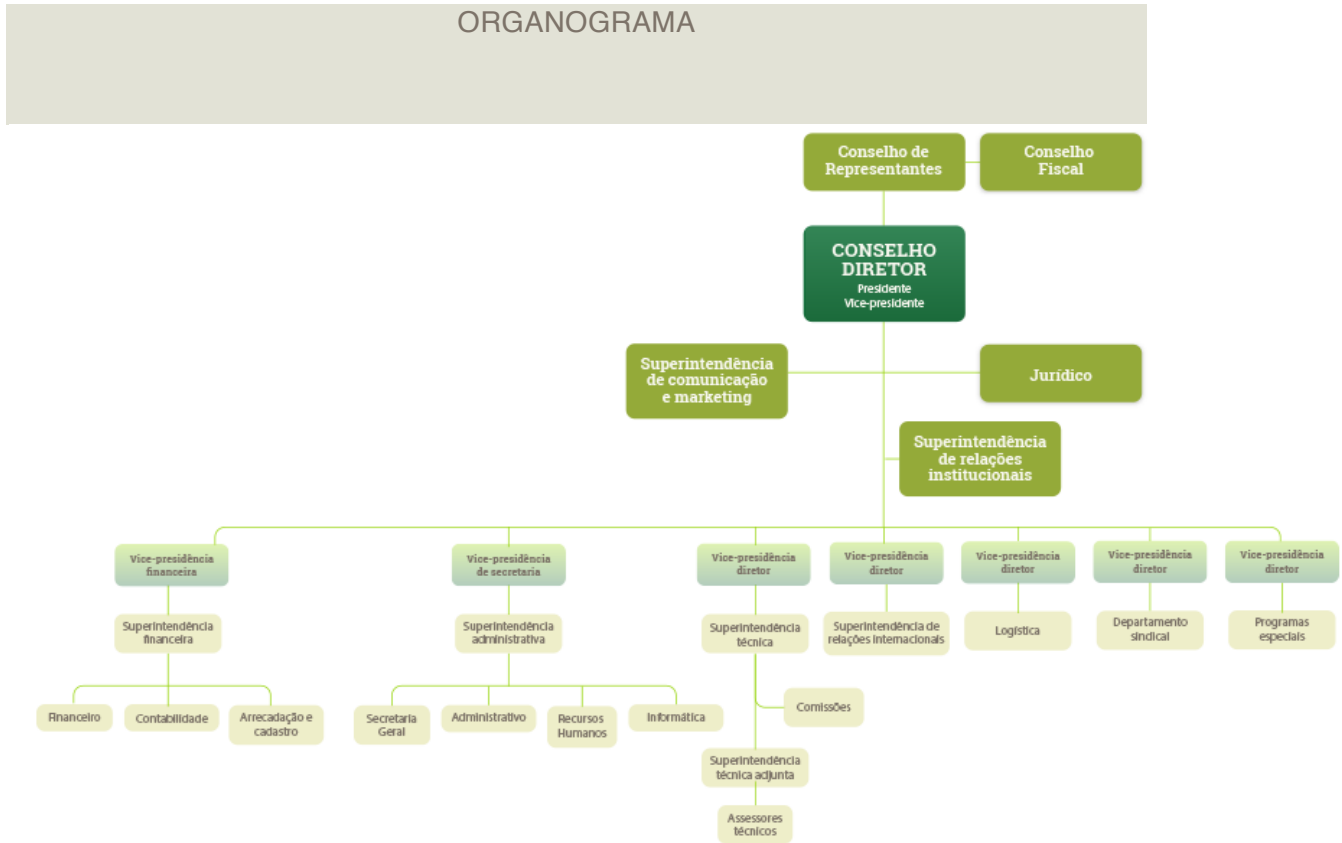 ORGANOGRAMA
Conselho de
Representantes
Conselho
Fiscal
CONSELHO
DIRETOR
Presidente
Vice-presidente
Superintendência
de comunicação
e marketing
Jurídico
Superintendência
de relações
institucionais
Vice-presidência
financeira
Vice-presidência
de secretaria
Vice-presidência
diretor
Vice-presidência
diretor
Vice-presidência
diretor
Vice-presidência
diretor
Vice-presidência
diretor
Superintendência
financeira
Superintendência
administrativa
Superintendência
técnica
Superintendência de
relações internacionais
Logística
Departamento
sindical
Programas
especiais
Financeiro
Contabilidade
Arrecadação e
cadastro
Secretaria
Geral
Administrativo
Recursos
Humanos
Informática
Comissões
Superintendência
técnica adjunta
Assessores
técnicos